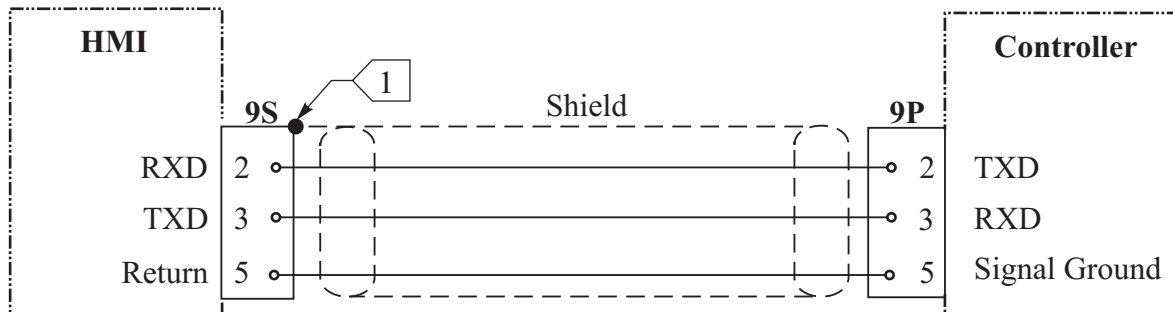 HMI
Controller
1
9S
Shield
9P
RXD 2 2 TXD
TXD 3 3 RXD
Return 5 5 Signal Ground